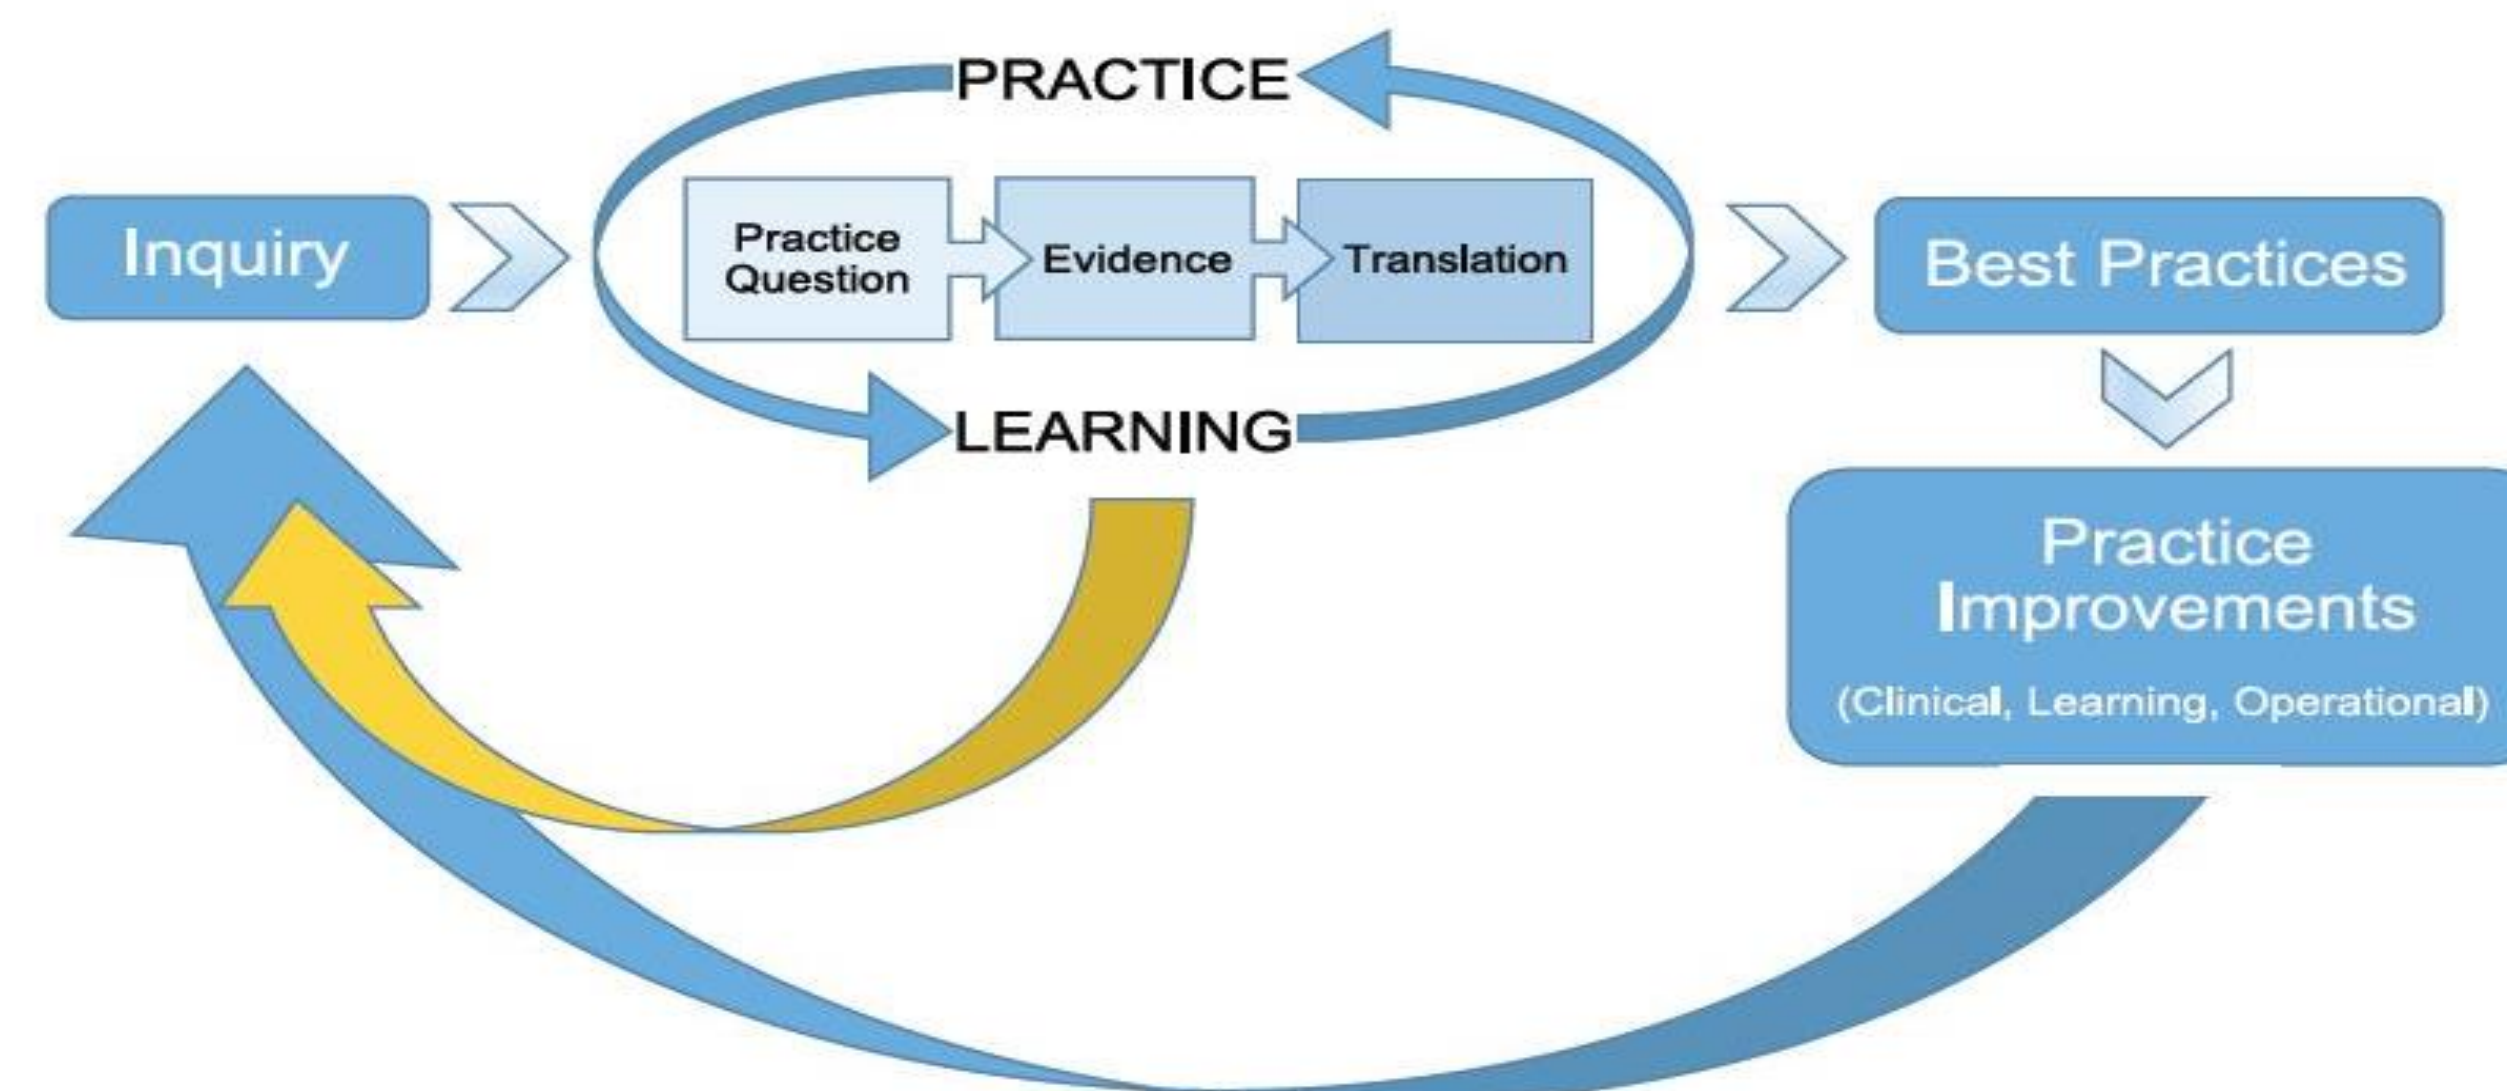 PRACTICE
Inquiry
Practice
Question
Evidence
Translation
Best Practices
LEARNING
Practice
Improvements
(Clinical, Learning, Operational)